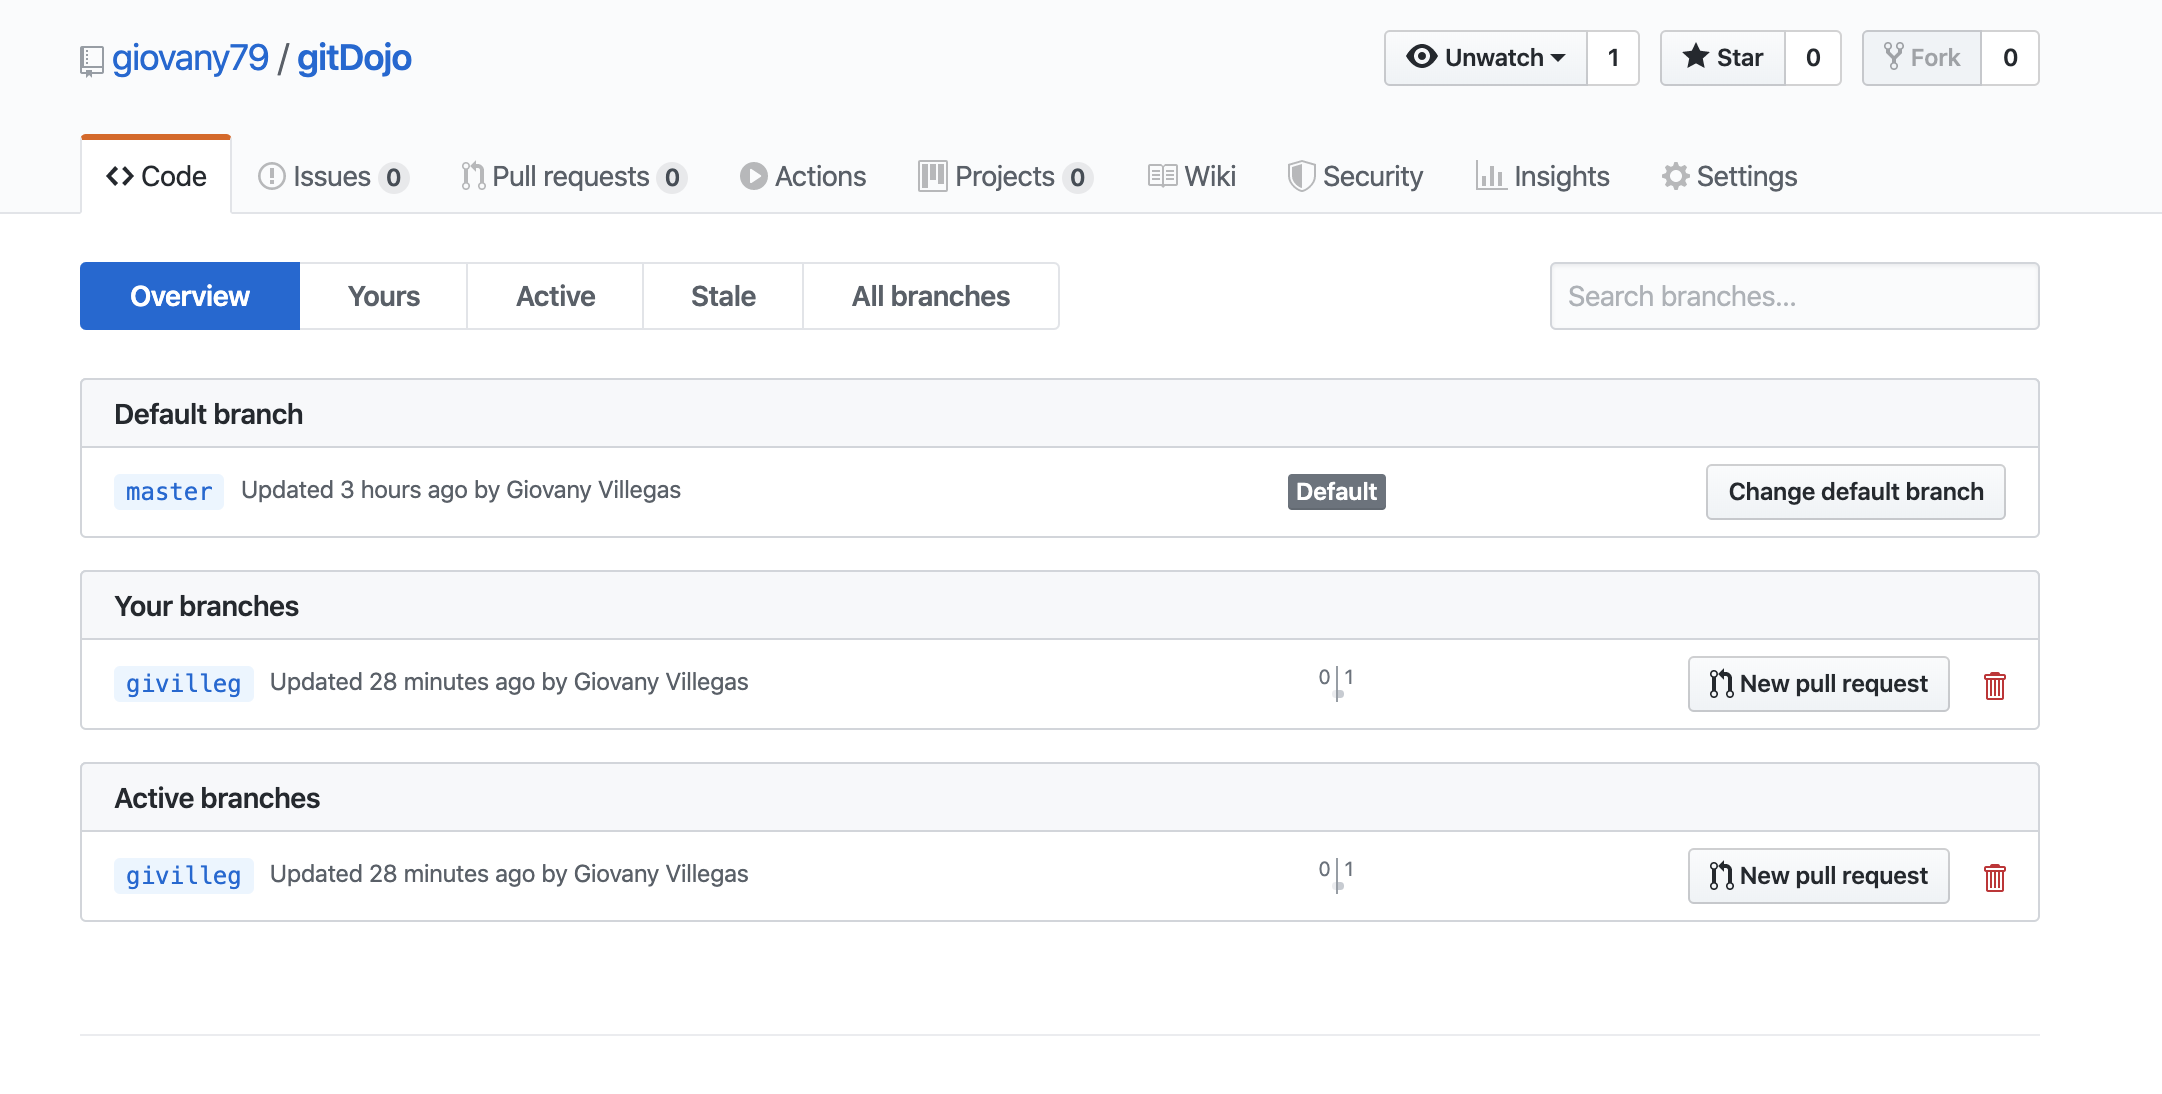 giovany79 / gitDojo
Unwatch 1 Star 0 Fork 0
Code Issues 0 Pull requests 0 Actions Projects 0 Wiki Security Insights Settings
Overview Yours Active Stale All branches Search branches...
Default branch
master Updated 3 hours ago by Giovany Villegas Default Change default branch
Your branches
givilleg Updated 28 minutes ago by Giovany Villegas 0 1 New pull request
Active branches
givilleg Updated 28 minutes ago by Giovany Villegas 0 1 New pull request